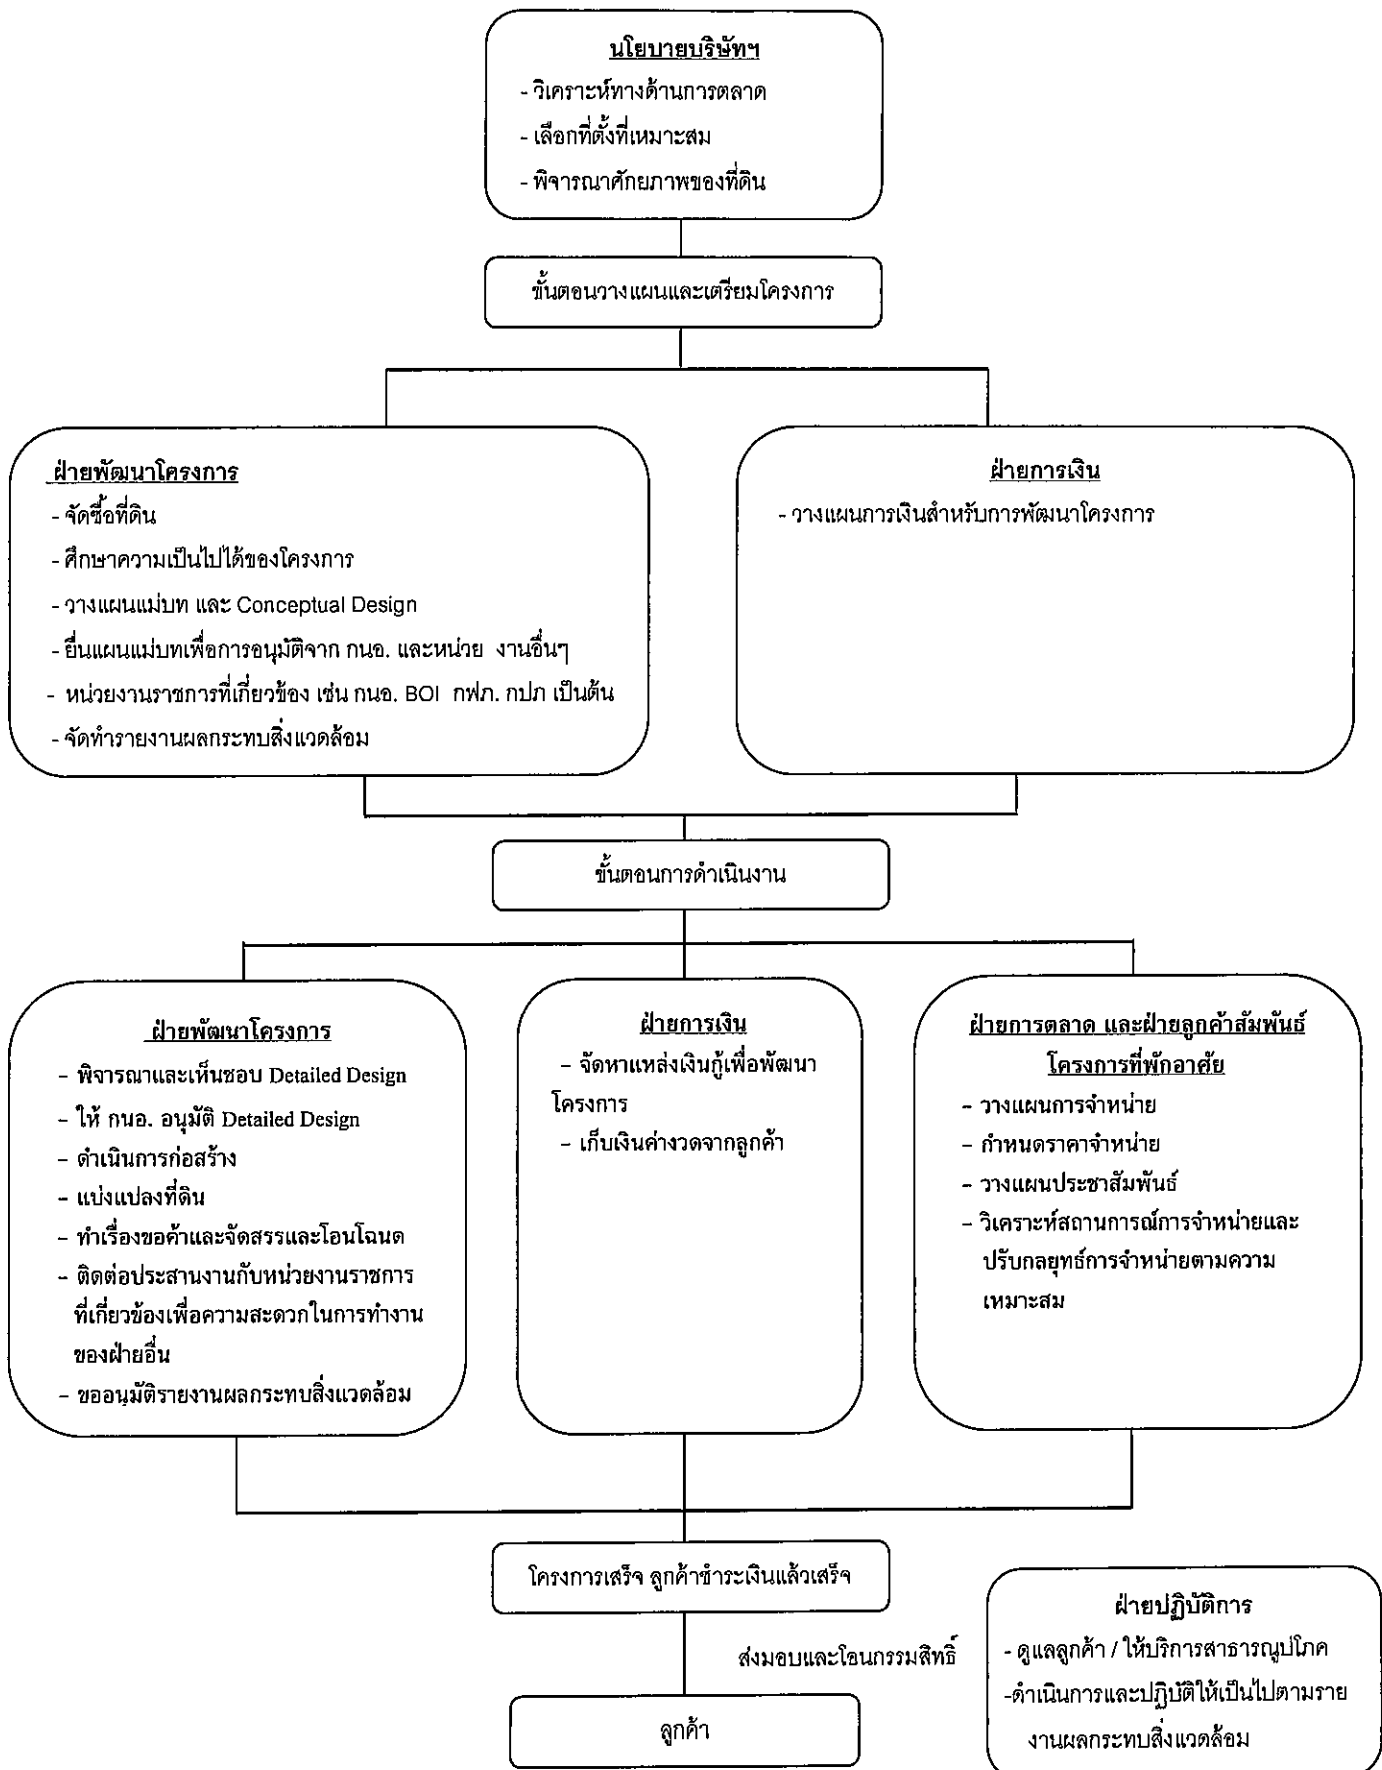 นโยบายบริษัทฯ
- วิเคราะห์ทางด้านการตลาด
- เลือกที่ตั้งที่เหมาะสม
- พิจารณาศักยภาพของที่ดิน
ขั้นตอนวางแผนและเตรียมโครงการ
ฝ่ายพัฒนาโครงการ
- จัดซื้อที่ดิน
- ศึกษาความเป็นไปได้ของโครงการ
- วางแผนแม่บท และ Conceptual Design
- ยื่นแผนแม่บทเพื่อการอนุมัติจาก กนอ. และหน่วย งานอื่นๆ
- หน่วยงานราชการที่เกี่ยวข้อง เช่น กนอ. BOI กฟภ. กปภ เป็นต้น
- จัดทำรายงานผลกระทบสิ่งแวดล้อม
ฝ่ายการเงิน
- วางแผนการเงินสำหรับการพัฒนาโครงการ
ขั้นตอนการดำเนินงาน
ฝ่ายพัฒนาโครงการ
- พิจารณาและเห็นชอบ Detailed Design
- ให้ กนอ. อนุมัติ Detailed Design
- ดำเนินการก่อสร้าง
- แบ่งแปลงที่ดิน
- ทำเรื่องขอค้าและจัดสรรและโอนโฉนด
- ติดต่อประสานงานกับหน่วยงานราชการ
ที่เกี่ยวข้องเพื่อความสะดวกในการทำงาน
ของฝ่ายอื่น
- ขออนุมัติรายงานผลกระทบสิ่งแวดล้อม
ฝ่ายการเงิน
- จัดหาแหล่งเงินกู้เพื่อพัฒนา
โครงการ
- เก็บเงินค่างวดจากลูกค้า
ฝ่ายการตลาด และฝ่ายลูกค้าสัมพันธ์
โครงการที่พักอาศัย
- วางแผนการจำหน่าย
- กำหนดราคาจำหน่าย
- วางแผนประชาสัมพันธ์
- วิเคราะห์สถานการณ์การจำหน่ายและ
ปรับกลยุทธ์การจำหน่ายตามความ
เหมาะสม
โครงการเสร็จ ลูกค้าชำระเงินแล้วเสร็จ
ส่งมอบและโอนกรรมสิทธิ์
ลูกค้า
ฝ่ายปฏิบัติการ
- ดูแลลูกค้า / ให้บริการสาธารณูปโภค
-ดำเนินการและปฏิบัติให้เป็นไปตามราย
งานผลกระทบสิ่งแวดล้อม